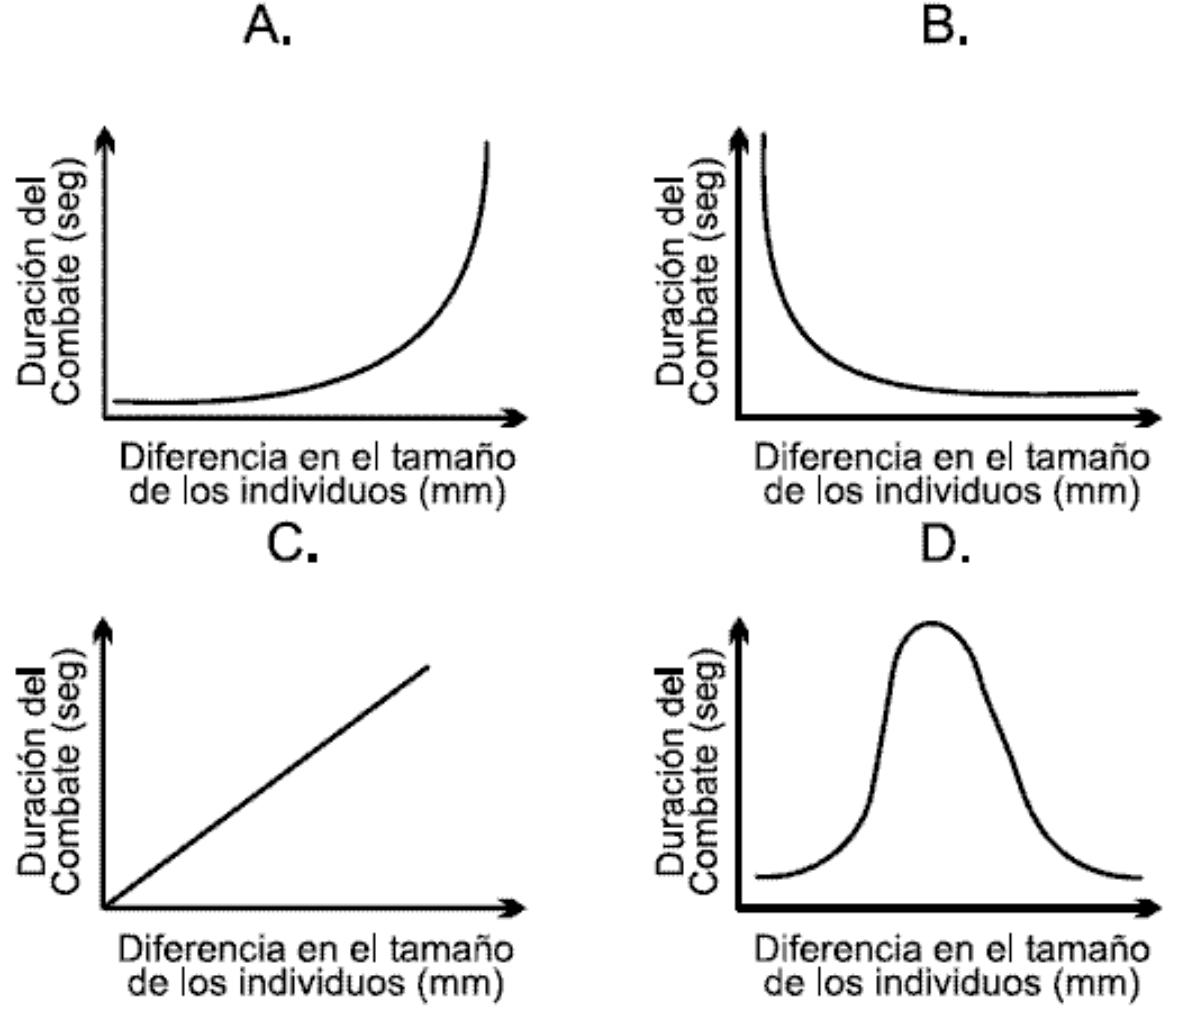 A.
Duración del
Combate (seg)
Diferencia en el tamaño
de los individuos (mm)
B.
Duración del
Combate (seg)
Diferencia en el tamaño
de los individuos (mm)
C.
Duración del
Combate (seg)
Diferencia en el tamaño
de los individuos (mm)
D.
Duración del
Combate (seg)
Diferencia en el tamaño
de los individuos (mm)